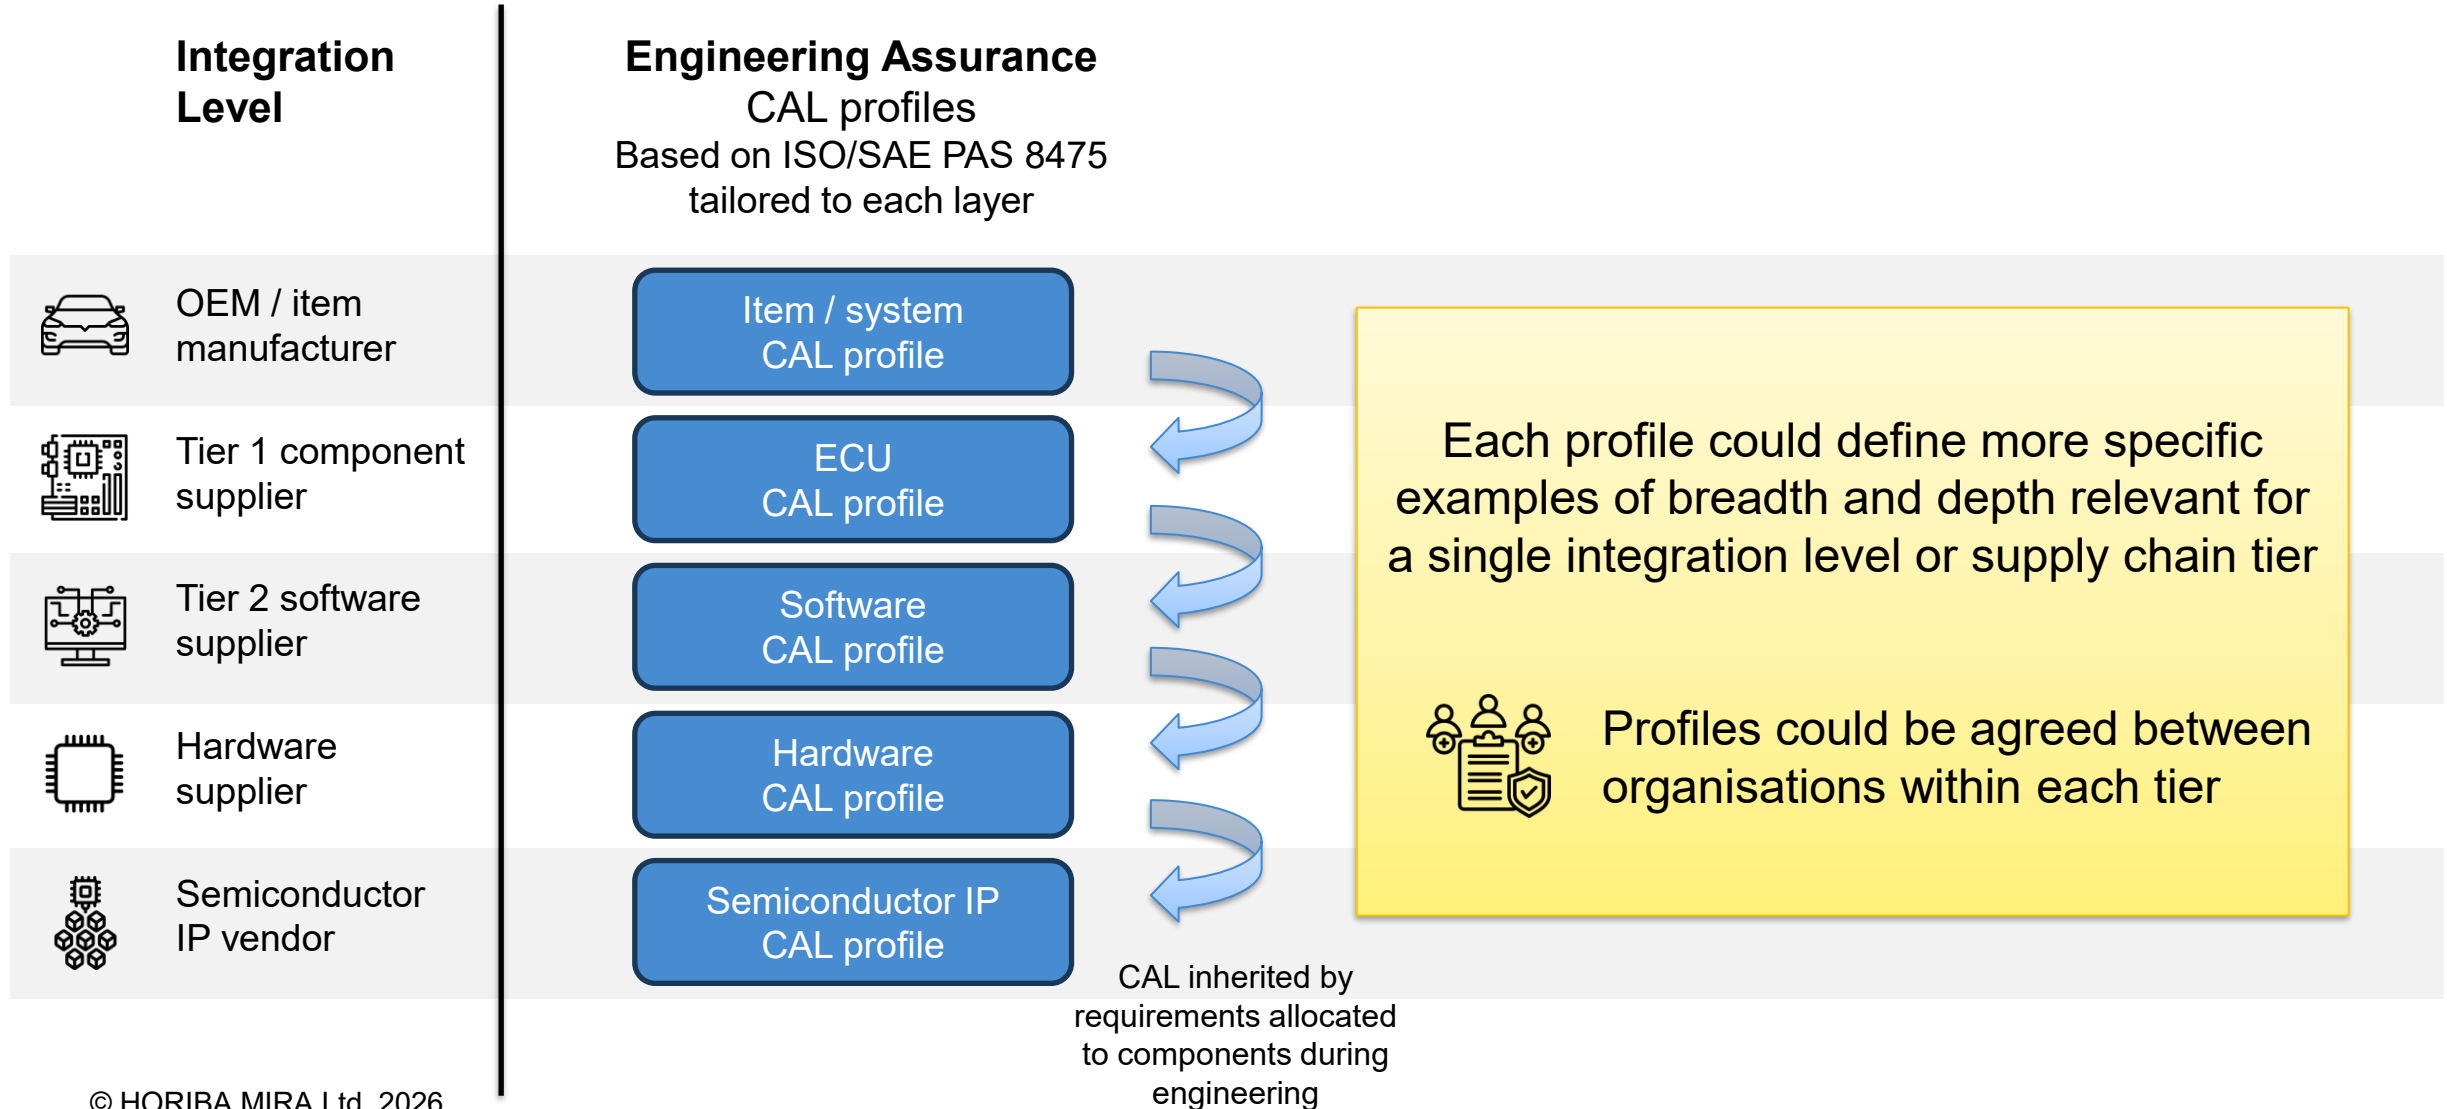 Integration
Level
Engineering Assurance
CAL profiles
Based on ISO/SAE PAS 8475
tailored to each layer
OEM / item
manufacturer
Item / system
CAL profile
Tier 1 component
supplier
ECU
CAL profile
Tier 2 software
supplier
Software
CAL profile
Hardware
supplier
Hardware
CAL profile
Semiconductor
IP vendor
Semiconductor IP
CAL profile
CAL inherited by
requirements allocated
to components during
engineering
Each profile could define more specific
examples of breadth and depth relevant for
a single integration level or supply chain tier
Profiles could be agreed between
organisations within each tier
© HORIBA MIRA Ltd. 2026